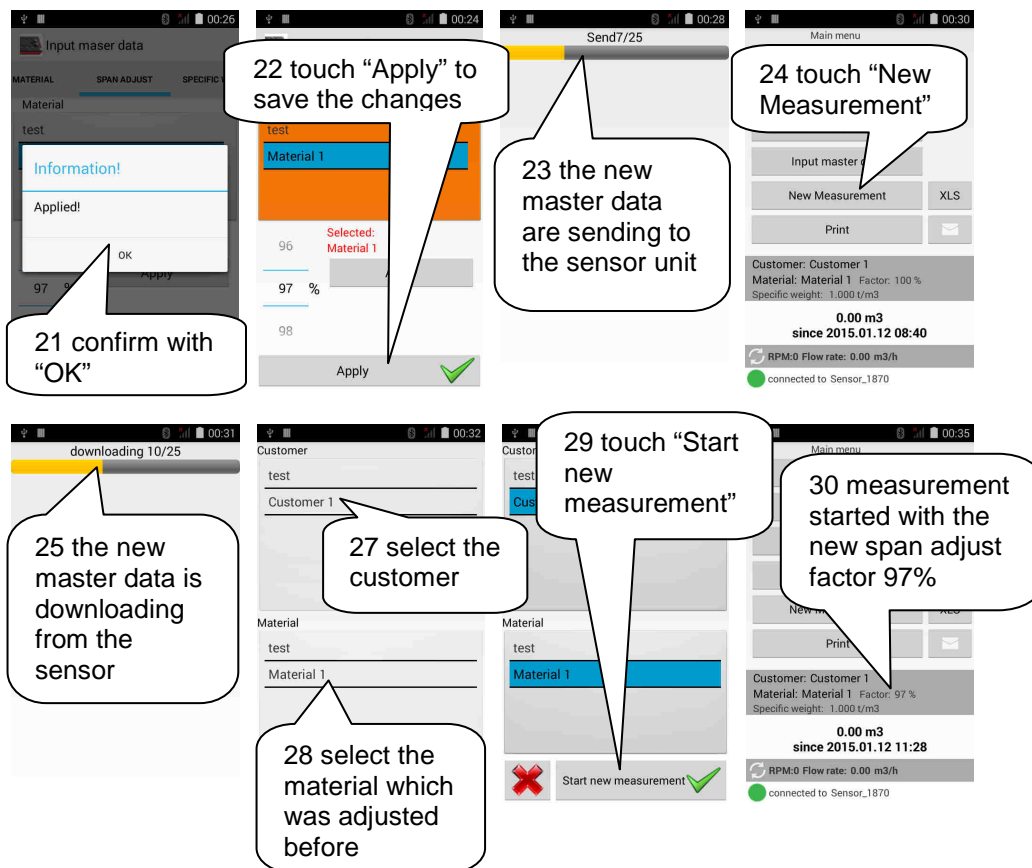 00:26
Input maser data
MATERIAL SPAN ADJUST SPECIFIC
Material
test
Information!
Applied!
OK
Apply
97 %
21 confirm with
“OK”
00:24
22 touch “Apply” to
save the changes
test
Material 1
96
Selected:
Material 1
97 %
98
Apply
00:28
Send7/25
23 the new
master data
are sending to
the sensor unit
00:30
Main menu
24 touch “New
Measurement”
Input master
New Measurement XLS
Print
Customer: Customer 1
Material: Material 1 Factor: 100 %
Specific weight: 1.000 t/m3
0.00 m3
since 2015.01.12 08:40
RPM:0 Flow rate: 0.00 m3/h
connected to Sensor_1870
00:31
downloading 10/25
25 the new
master data is
downloading
from the
sensor
00:32
Customer
test
Customer 1
27 select the
customer
Material
test
Material 1
28 select the
material which
was adjusted
before
29 touch “Start
new
measurement”
test
Material
test
Material 1
Start new measurement
00:35
Main menu
30 measurement
started with the
new span adjust
factor 97%
Print
Customer: Customer 1
Material: Material 1 Factor: 97 %
Specific weight: 1.000 t/m3
0.00 m3
since 2015.01.12 11:28
RPM:0 Flow rate: 0.00 m3/h
connected to Sensor_1870